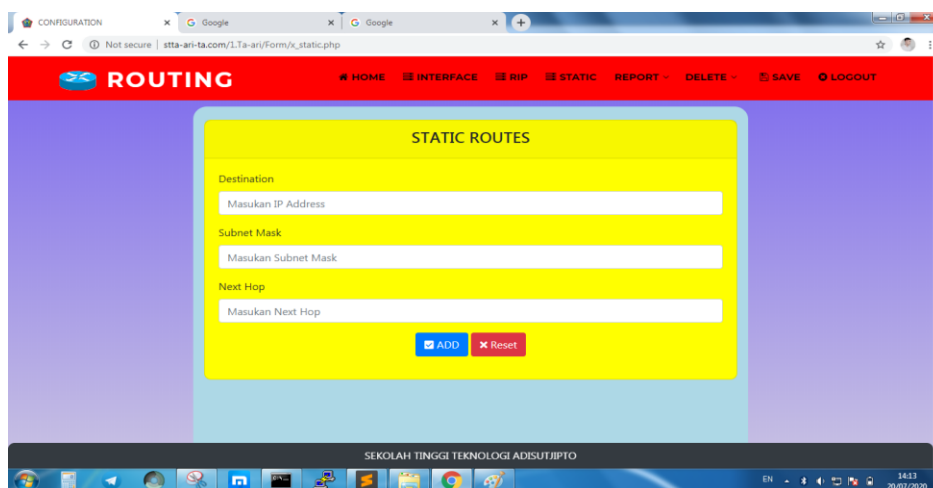 CONFIGURATION
Google
Google
Not secure | stta-ari-ta.com/1.Ta-ari/Form/x_static.php
ROUTING
HOME INTERFACE RIP STATIC REPORT DELETE SAVE LOGOUT
STATIC ROUTES
Destination
Masukan IP Address
Subnet Mask
Masukan Subnet Mask
Next Hop
Masukan Next Hop
ADD
Reset
SEKOLAH TINGGI TEKNOLOGI ADISUTJIPTO
EN
14:13
20/07/2020